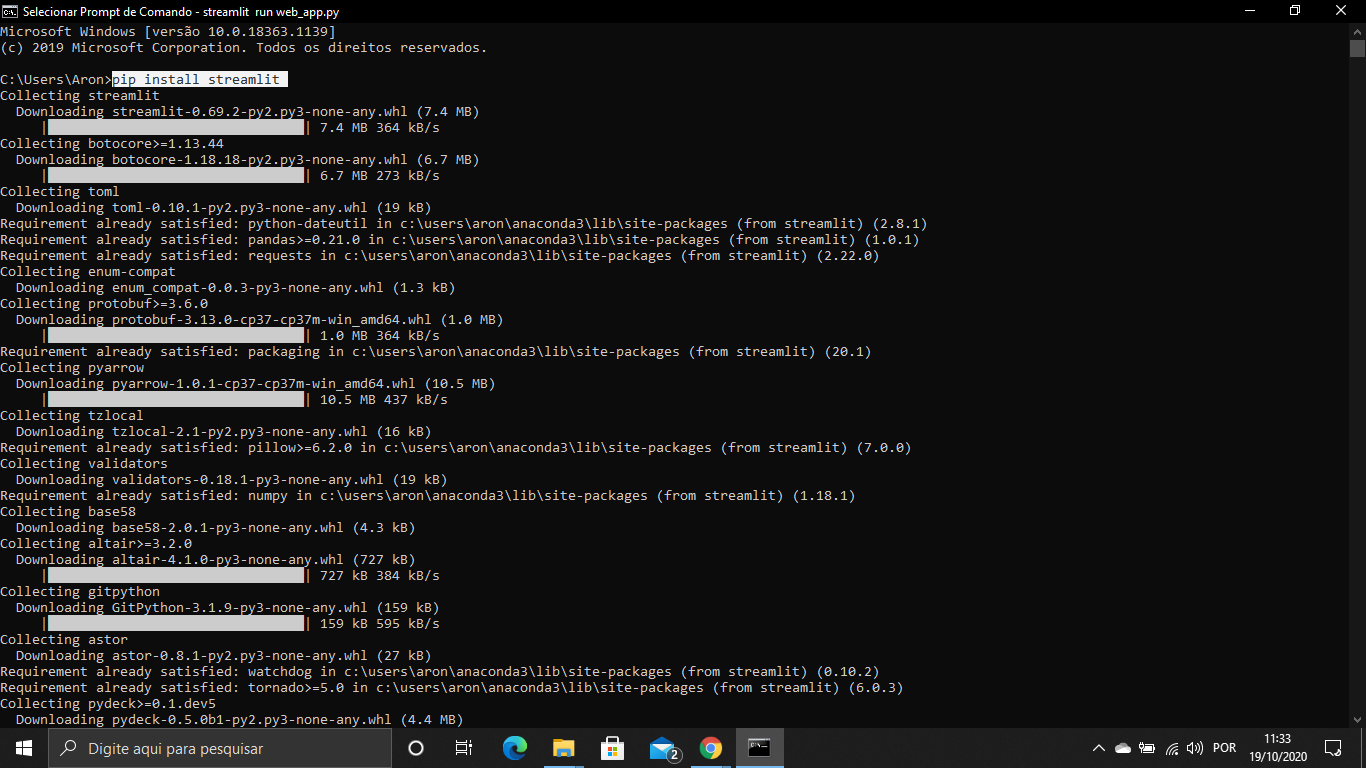 Selecionar Prompt de Comando - streamlit run web_app.py
Microsoft Windows [versão 10.0.18363.1139]
(c) 2019 Microsoft Corporation. Todos os direitos reservados.
C:\Users\Aron>pip install streamlit
Collecting streamlit
Downloading streamlit-0.69.2-py2.py3-none-any.whl (7.4 MB)
| 7.4 MB 364 kB/s
Collecting botocore>=1.13.44
Downloading botocore-1.18.18-py2.py3-none-any.whl (6.7 MB)
| 6.7 MB 273 kB/s
Collecting toml
Downloading toml-0.10.1-py2.py3-none-any.whl (19 kB)
Requirement already satisfied: python-dateutil in c:\users\aron\anaconda3\lib\site-packages (from streamlit) (2.8.1)
Requirement already satisfied: pandas>=0.21.0 in c:\users\aron\anaconda3\lib\site-packages (from streamlit) (1.0.1)
Requirement already satisfied: requests in c:\users\aron\anaconda3\lib\site-packages (from streamlit) (2.22.0)
Collecting enum-compat
Downloading enum_compat-0.0.3-py3-none-any.whl (1.3 kB)
Collecting protobuf>=3.6.0
Downloading protobuf-3.13.0-cp37-cp37m-win_amd64.whl (1.0 MB)
| 1.0 MB 364 kB/s
Requirement already satisfied: packaging in c:\users\aron\anaconda3\lib\site-packages (from streamlit) (20.1)
Collecting pyarrow
Downloading pyarrow-1.0.1-cp37-cp37m-win_amd64.whl (10.5 MB)
| 10.5 MB 437 kB/s
Collecting tzlocal
Downloading tzlocal-2.1-py2.py3-none-any.whl (16 kB)
Requirement already satisfied: pillow>=6.2.0 in c:\users\aron\anaconda3\lib\site-packages (from streamlit) (7.0.0)
Collecting validators
Downloading validators-0.18.1-py3-none-any.whl (19 kB)
Requirement already satisfied: numpy in c:\users\aron\anaconda3\lib\site-packages (from streamlit) (1.18.1)
Collecting base58
Downloading base58-2.0.1-py3-none-any.whl (4.3 kB)
Collecting altair>=3.2.0
Downloading altair-4.1.0-py3-none-any.whl (727 kB)
| 727 kB 384 kB/s
Collecting gitpython
Downloading GitPython-3.1.9-py3-none-any.whl (159 kB)
| 159 kB 595 kB/s
Collecting astor
Downloading astor-0.8.1-py2.py3-none-any.whl (27 kB)
Requirement already satisfied: watchdog in c:\users\aron\anaconda3\lib\site-packages (from streamlit) (0.10.2)
Requirement already satisfied: tornado>=5.0 in c:\users\aron\anaconda3\lib\site-packages (from streamlit) (6.0.3)
Collecting pydeck>=0.1.dev5
Downloading pydeck-0.5.0b1-py2.py3-none-any.whl (4.4 MB)
Digite aqui para pesquisar
2
POR
11:33
19/10/2020